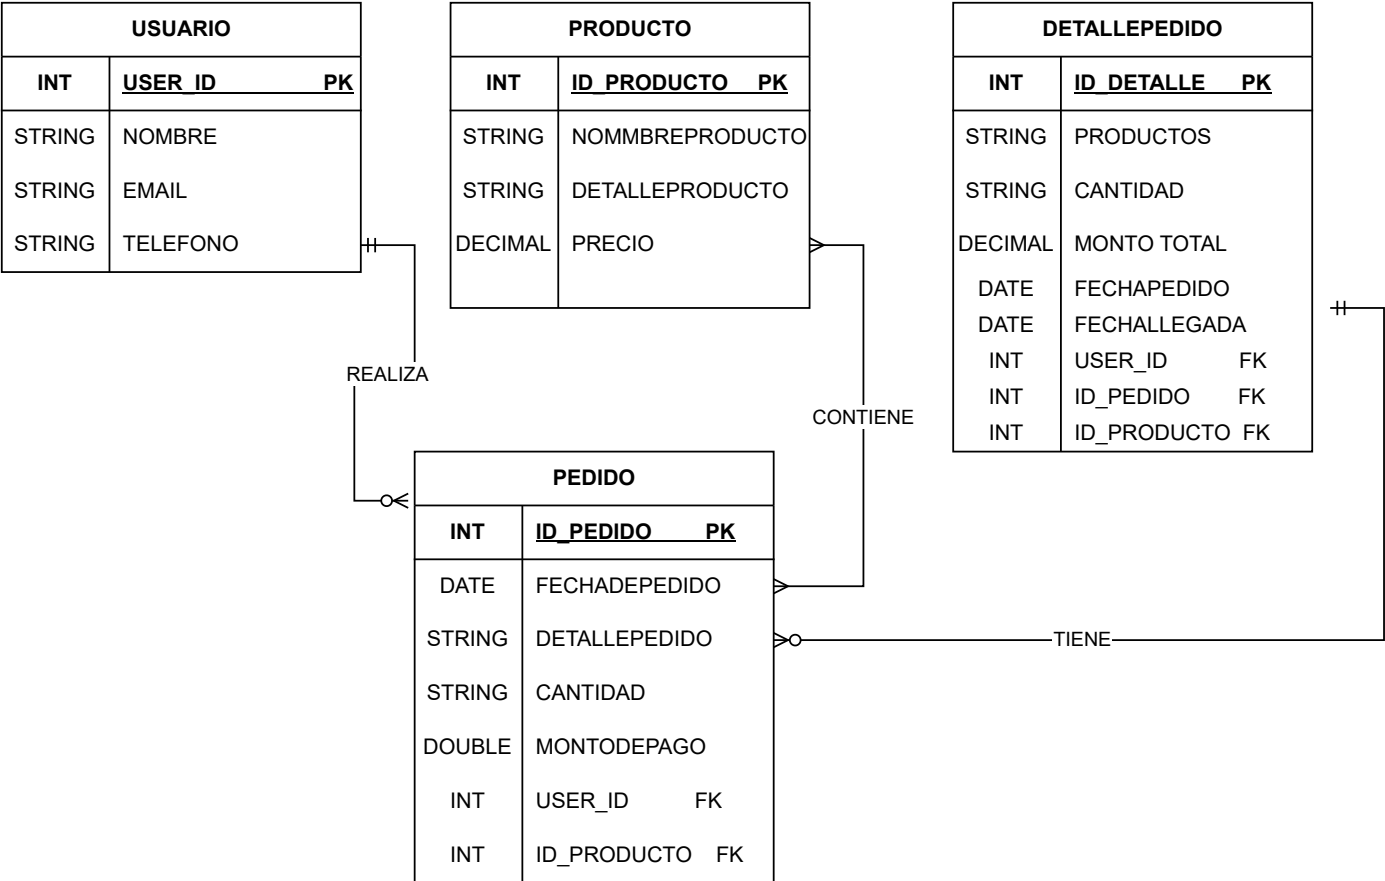 USUARIO
INT USER_ID PK
STRING NOMBRE
STRING EMAIL
STRING TELEFONO
PRODUCTO
INT ID_PRODUCTO PK
STRING NOMMBREPRODUCTO
STRING DETALLEPRODUCTO
DECIMAL PRECIO
DETALLEPEDIDO
INT ID_DETALLE PK
STRING PRODUCTOS
STRING CANTIDAD
DECIMAL MONTO TOTAL
DATE FECHAPEDIDO
DATE FECHALLEGADA
INT USER_ID FK
INT ID_PEDIDO FK
INT ID_PRODUCTO FK
REALIZA
CONTIENE
PEDIDO
INT ID_PEDIDO PK
DATE FECHADEPEDIDO
STRING DETALLEPEDIDO
STRING CANTIDAD
DOUBLE MONTODEPAGO
INT USER_ID FK
INT ID_PRODUCTO FK
TIENE